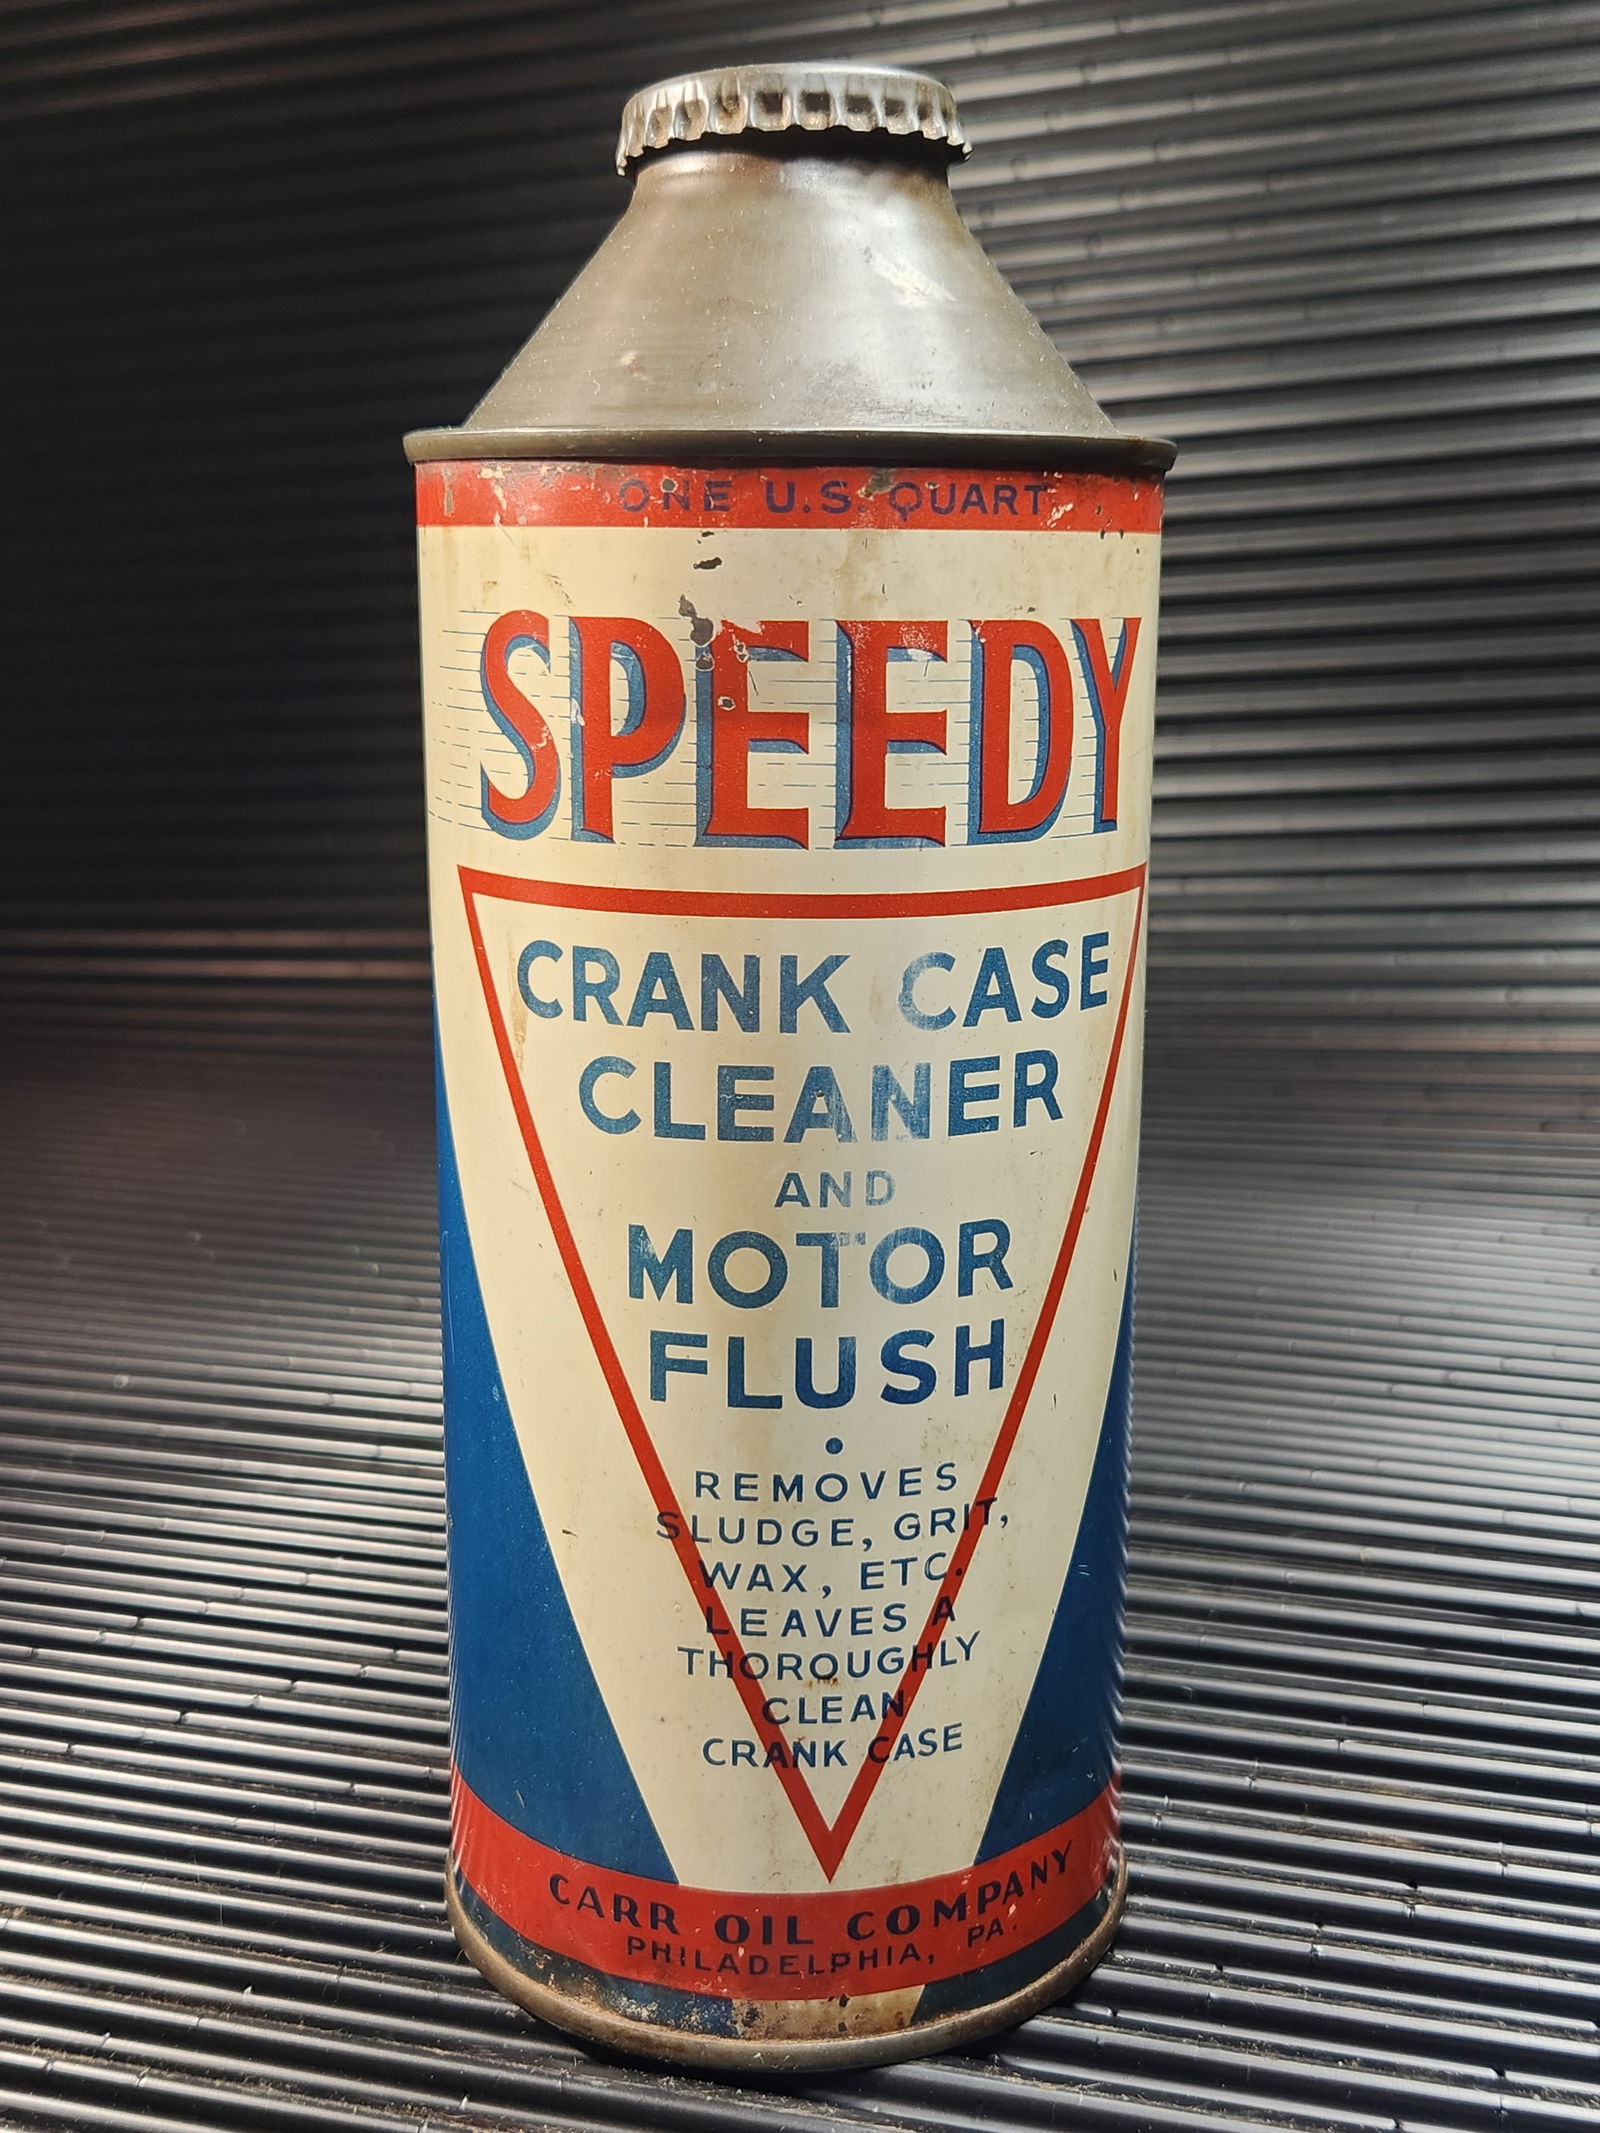 ONE U.S. QUART
SPEEDY
CRANK CASE
CLEANER
AND
MOTOR
FLUSH
•
REMOVES
SLUDGE, GRIT,
WAX, ETC.
LEAVES A
THOROUGHLY
CLEAN
CRANK CASE
CARR OIL COMPANY
PHILADELPHIA, PA.